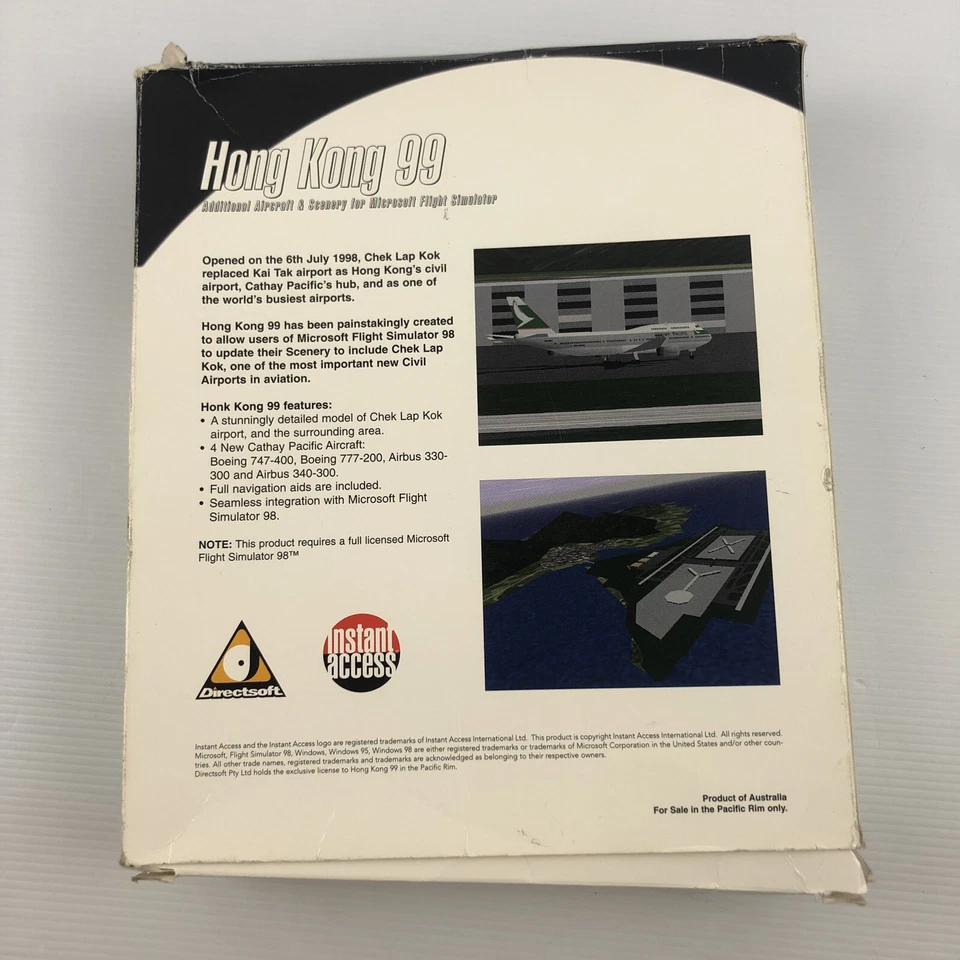 Hong Kong 99
Additional Aircraft & Scenery for Microsoft Flight Simulator
Opened on the 6th July 1998, Chek Lap Kok
replaced Kai Tak airport as Hong Kong's civil
airport, Cathay Pacific's hub, and as one of
the world's busiest airports.
Hong Kong 99 has been painstakingly created
to allow users of Microsoft Flight Simulator 98
to update their Scenery to include Chek Lap
Kok, one of the most important new Civil
Airports in aviation.
Honk Kong 99 features:
• A stunningly detailed model of Chek Lap Kok
airport, and the surrounding area.
• 4 New Cathay Pacific Aircraft:
Boeing 747-400, Boeing 777-200, Airbus 330-
300 and Airbus 340-300.
• Full navigation aids are included.
• Seamless integration with Microsoft Flight
Simulator 98.
NOTE: This product requires a full licensed Microsoft
Flight Simulator 98™
Directsoft
instant
access
Instant Access and the Instant Access logo are registered trademarks of Instant Access International Ltd. This product is copyright Instant Access International Ltd. All rights reserved.
Microsoft, Flight Simulator 98, Windows, Windows 95, Windows 98 are either registered trademarks or trademarks of Microsoft Corporation in the United States and/or other coun-
tries. All other trade names, registered trademarks and trademarks are acknowledged as belonging to their respective owners.
Directsoft Pty Ltd holds the exclusive license to Hong Kong 99 in the Pacific Rim.
Product of Australia
For Sale in the Pacific Rim only.